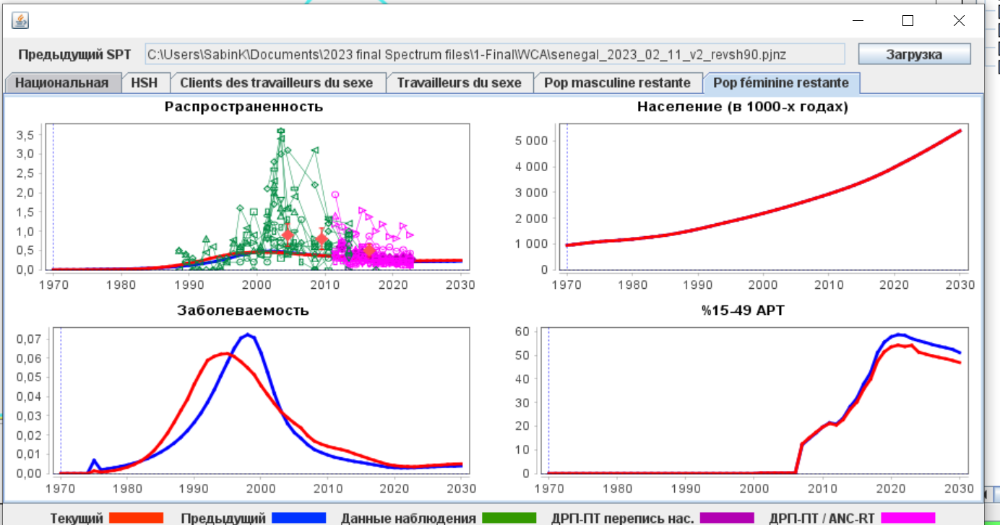 Предыдущий SPT C:\Users\SabinK\Documents\2023 final Spectrum files\1-Final\WCA\senegal_2023_02_11_v2_revsh90.pjnz Загрузка
Национальная HSH Clients des travailleurs du sexe Travailleurs du sexe Pop masculine restante Pop féminine restante
Распространенность
3,5
3,0
2,5
2,0
1,5
1,0
0,5
0,0
1970 1980 1990 2000 2010 2020 2030
Население (в 1000-х годах)
5 000
4 000
3 000
2 000
1 000
0
1970 1980 1990 2000 2010 2020 2030
Заболеваемость
0,07
0,06
0,05
0,04
0,03
0,02
0,01
0,00
1970 1980 1990 2000 2010 2020 2030
%15-49 АРТ
60
50
40
30
20
10
0
1970 1980 1990 2000 2010 2020 2030
Текущий Предыдущий Данные наблюдения ДРП-ПТ перепись нас. ДРП-ПТ / ANC-RT